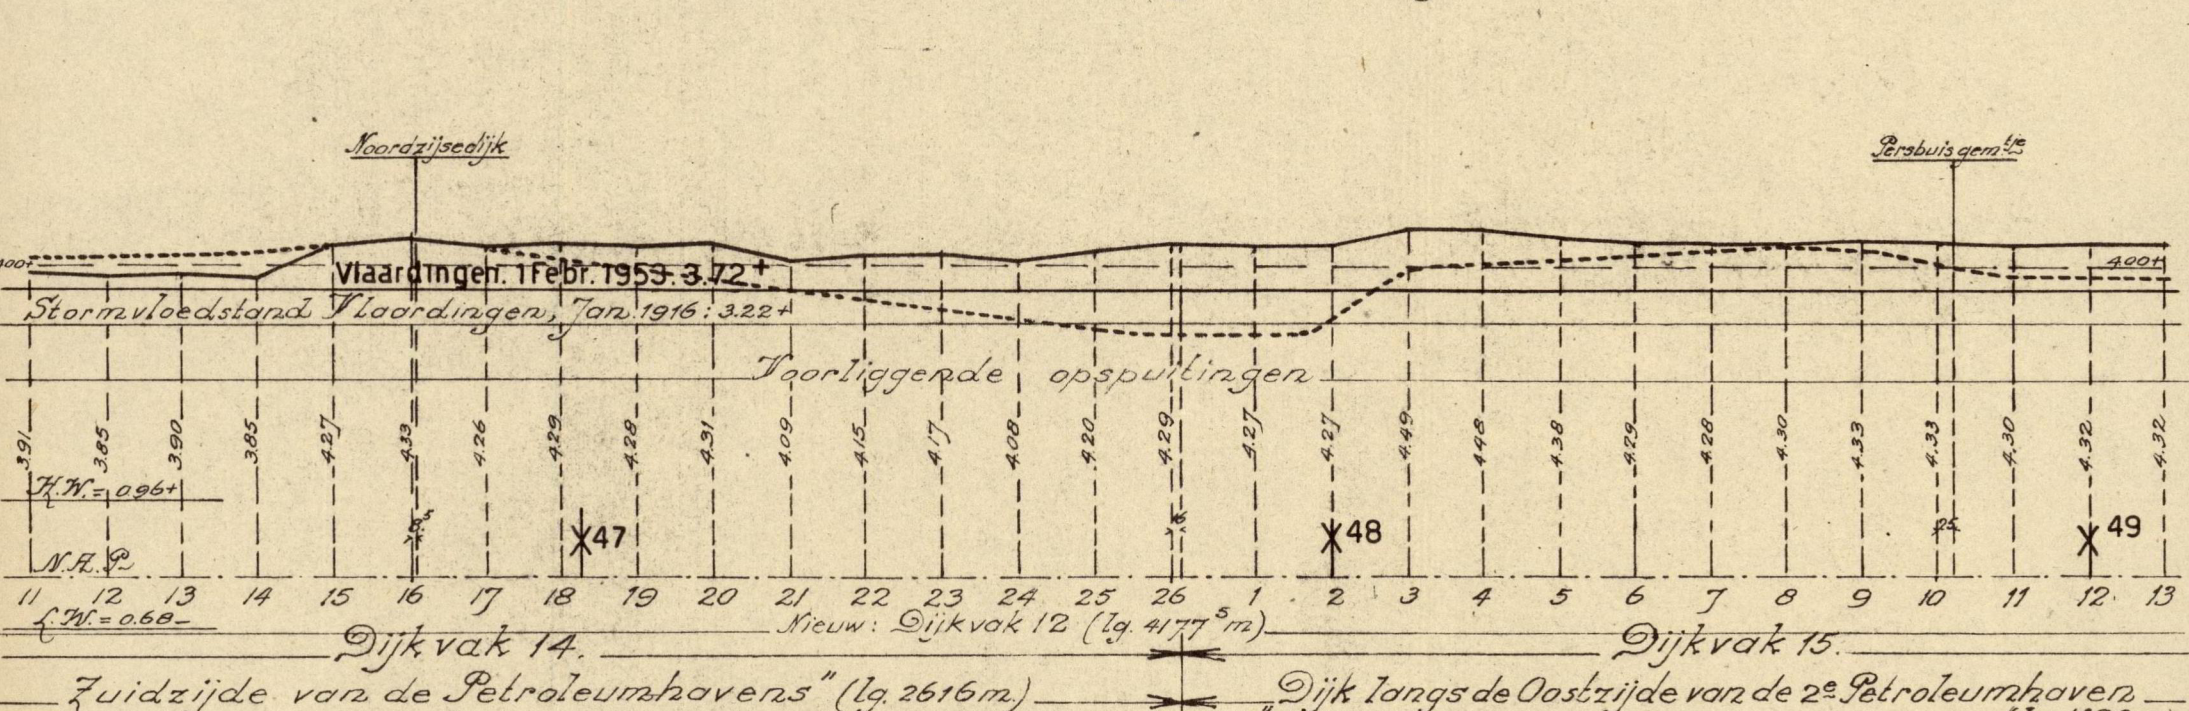 Noordzijsedijk
Persbuis gem.tje
400+
4.00+
Vlaardingen. 1 Febr. 1953: 3.72+
Stormvloedstand Vlaardingen, Jan. 1916: 3.22+
Voorliggende opspuitingen
3.91 3.85 3.90 3.85 4.27 4.33 4.26 4.29 4.28 4.31 4.09 4.15 4.17 4.08 4.20 4.29 4.27 4.27 4.49 4.48 4.38 4.29 4.28 4.30 4.33 4.33 4.30 4.32 4.32
H.W. = 0.96+
47 48 49
25
N.A.P.
11 12 13 14 15 16 17 18 19 20 21 22 23 24 25 26 1 2 3 4 5 6 7 8 9 10 11 12 13
L.W. = 0.68-
Nieuw: Dijkvak 12 (lg. 4177⁵m)
Dijkvak 14.
Dijkvak 15.
Zuidzijde van de Petroleumhavens" (lg. 2616m.)
Dijk langs de Oostzijde van de 2e Petroleumhaven